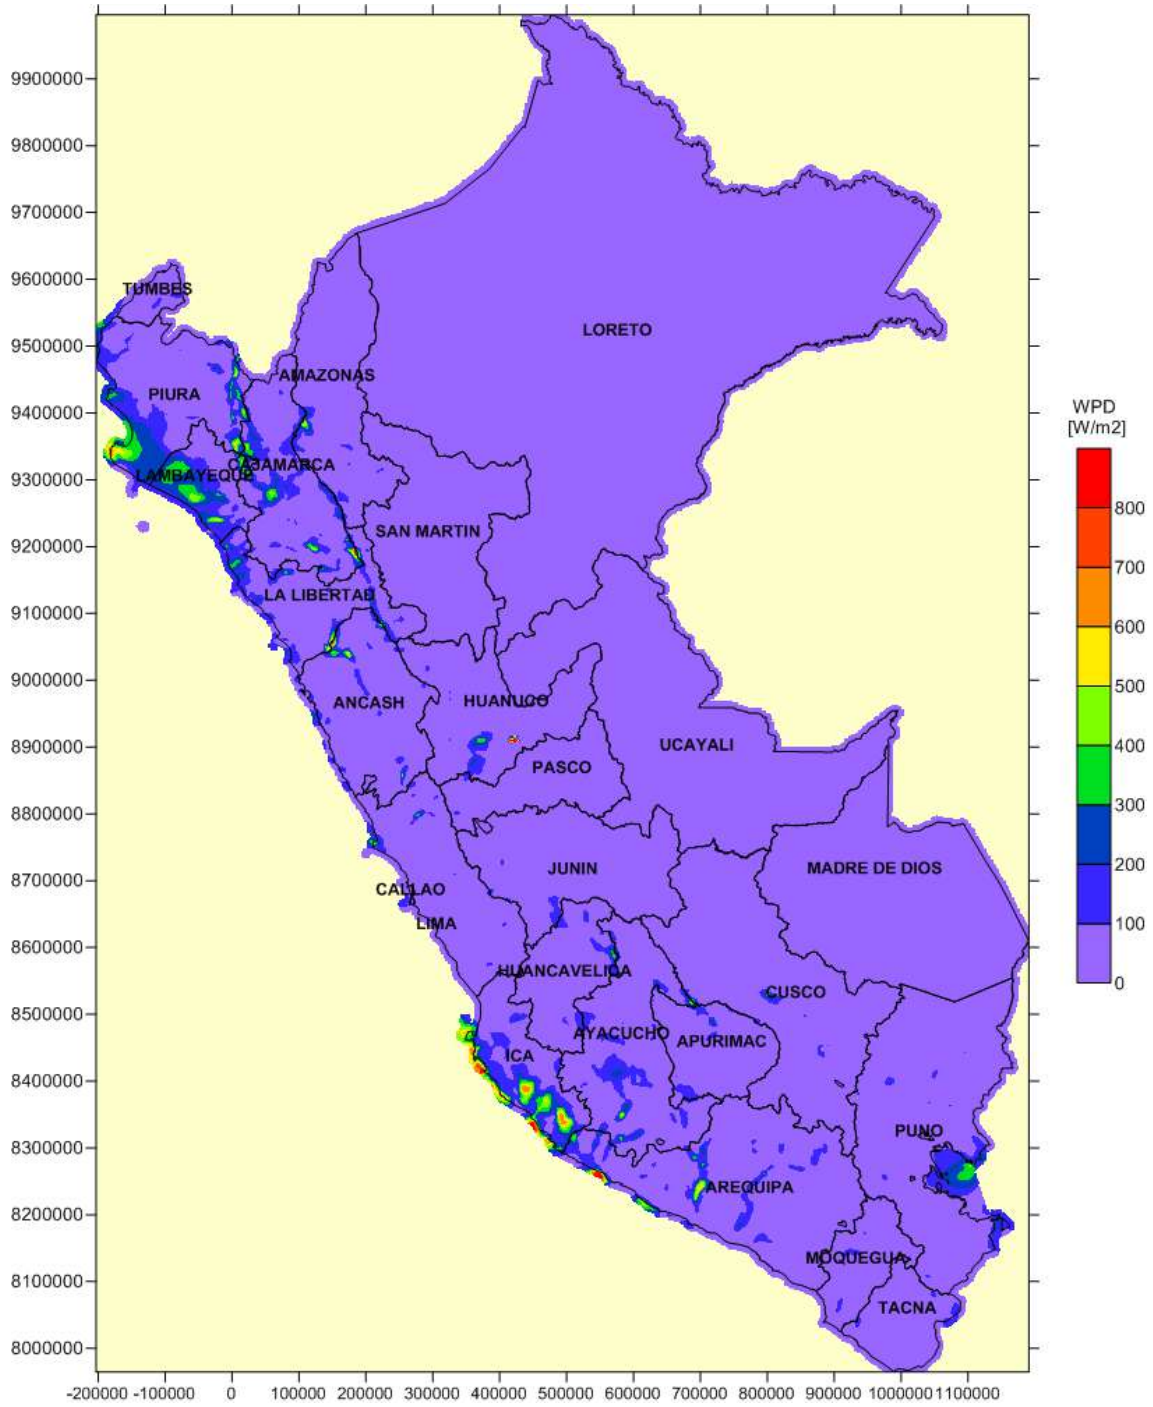 9900000
9800000
9700000
9600000
TUMBES
LORETO
9500000
AMAZONAS
PIURA
9400000
WPD
[W/m2]
CAJAMARCA
LAMBAYEQUE
9300000
800
SAN MARTIN
9200000
700
LA LIBERTAD
9100000
600
9000000
500
ANCASH
HUANUCO
UCAYALI
8900000
400
PASCO
8800000
300
JUNIN
MADRE DE DIOS
200
8700000
CALLAO
LIMA
100
8600000
HUANCAVELICA
0
CUSCO
8500000
AYACUCHO
APURIMAC
ICA
8400000
PUNO
8300000
AREQUIPA
8200000
MOQUEGUA
8100000
TACNA
8000000
-200000 -100000 0 100000 200000 300000 400000 500000 600000 700000 800000 900000 1000000 1100000